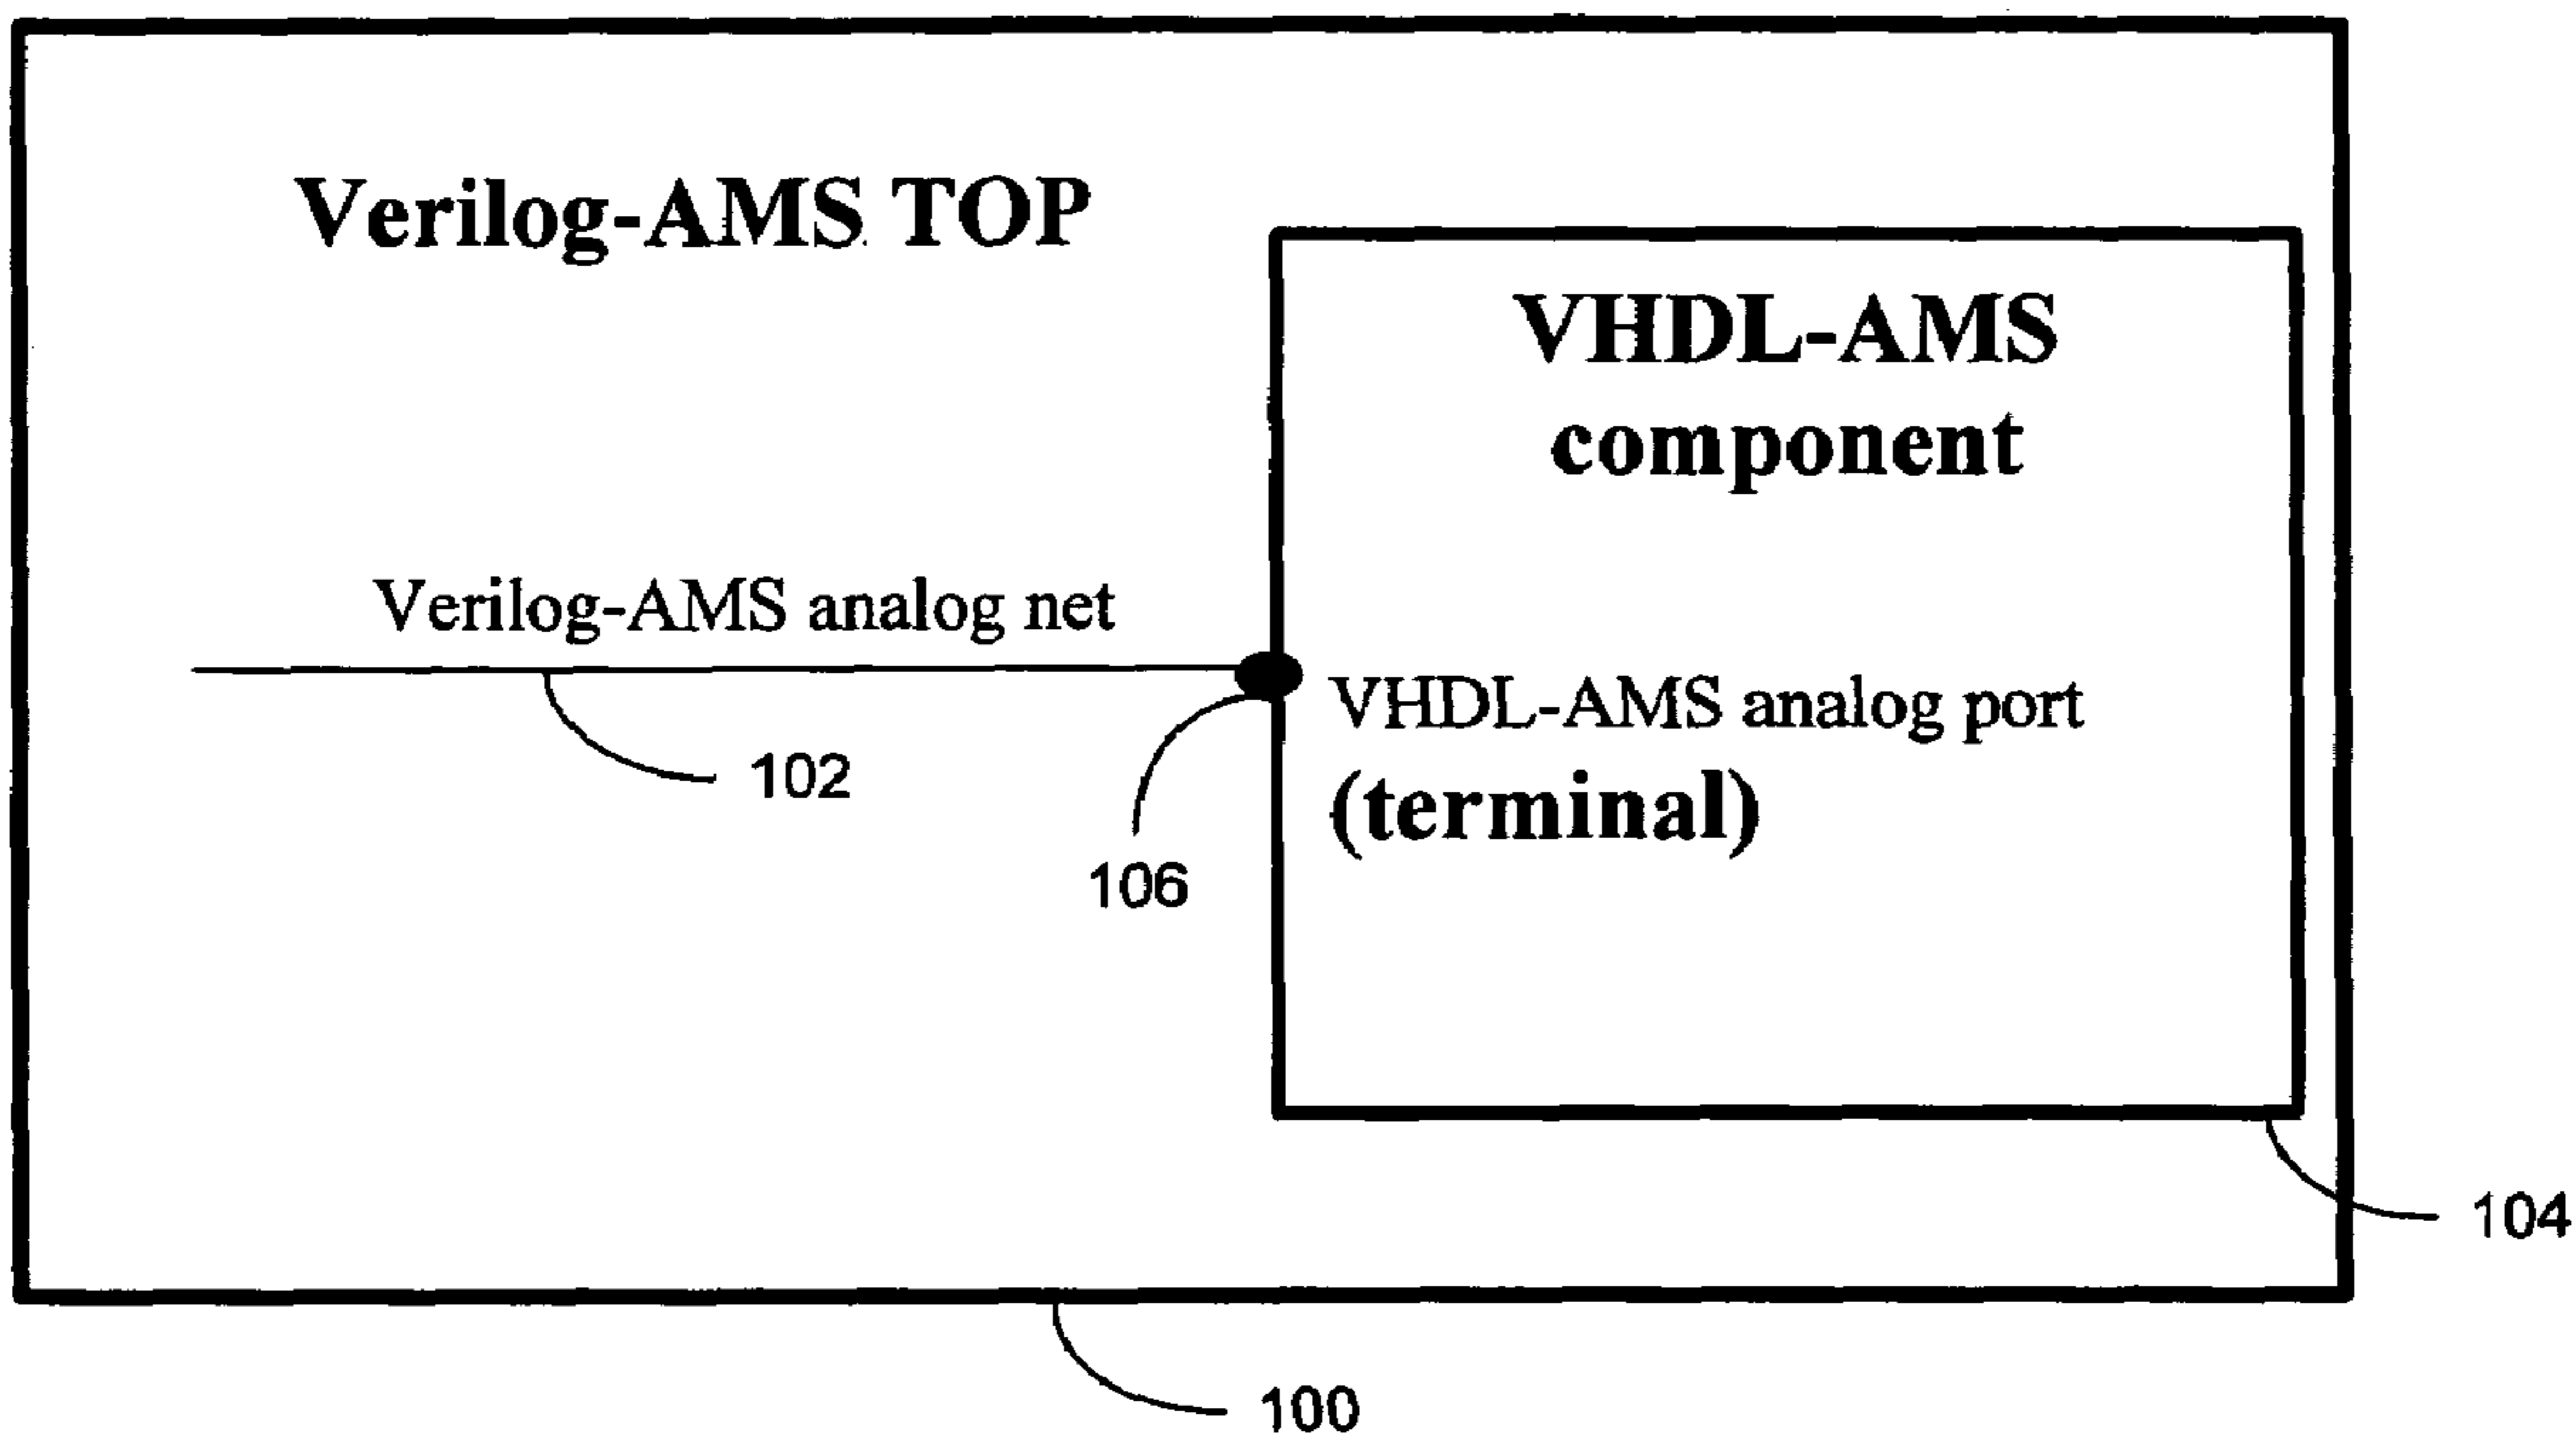 Verilog-AMS TOP
VHDL-AMS
component
Verilog-AMS analog net
VHDL-AMS analog port
(terminal)
102
106
104
100